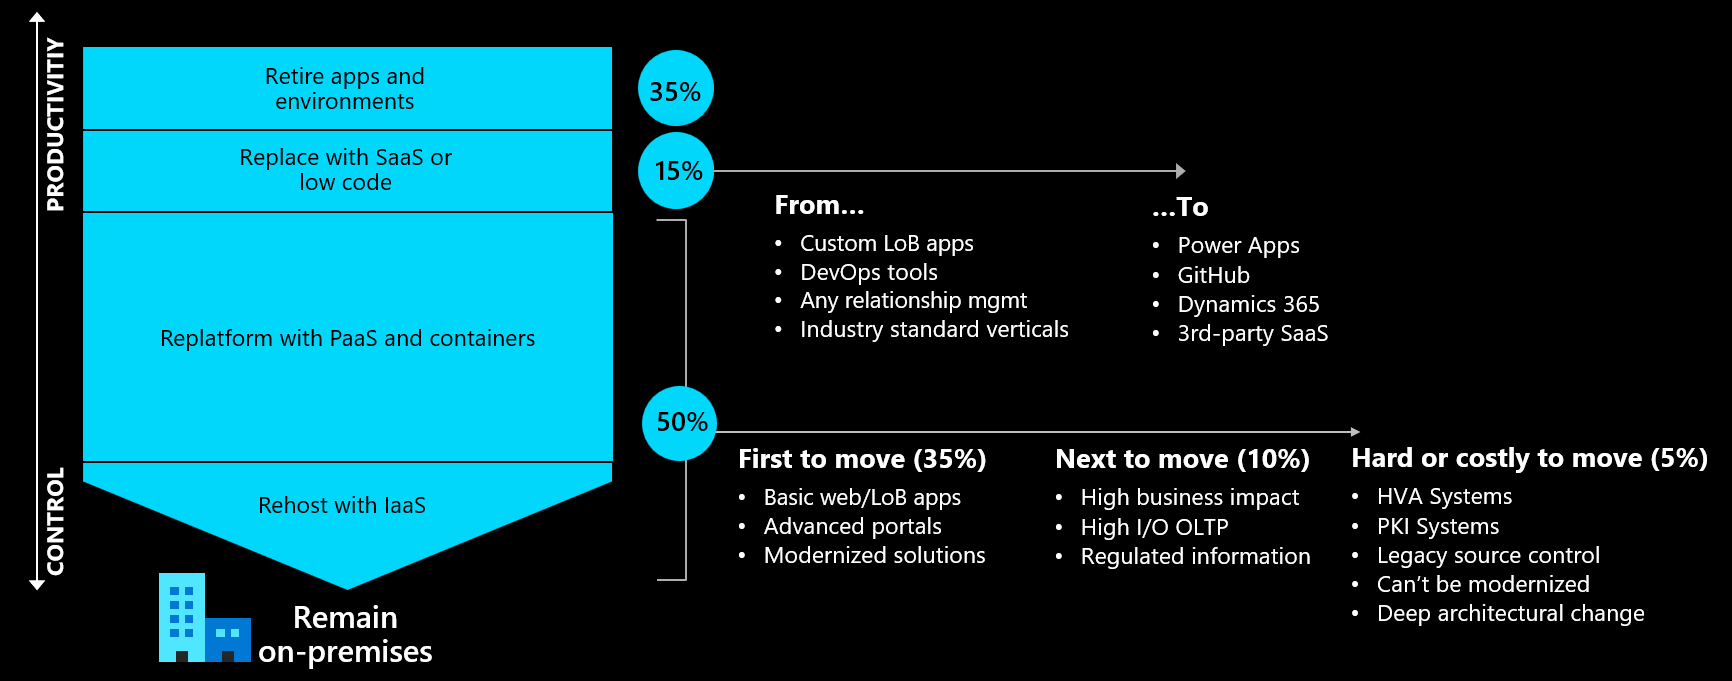 PRODUCTIVITIY
CONTROL
Retire apps and
environments
35%
Replace with SaaS or
low code
15%
Replatform with PaaS and containers
50%
Rehost with IaaS
Remain
on-premises
From...
• Custom LoB apps
• DevOps tools
• Any relationship mgmt
• Industry standard verticals
...To
• Power Apps
• GitHub
• Dynamics 365
• 3rd-party SaaS
First to move (35%)
• Basic web/LoB apps
• Advanced portals
• Modernized solutions
Next to move (10%)
• High business impact
• High I/O OLTP
• Regulated information
Hard or costly to move (5%)
• HVA Systems
• PKI Systems
• Legacy source control
• Can't be modernized
• Deep architectural change